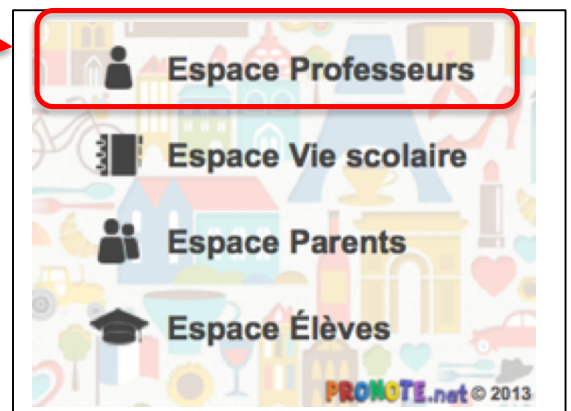 Espace Professeurs
Espace Vie scolaire
Espace Parents
Espace Élèves
PRONOTE.net © 2013